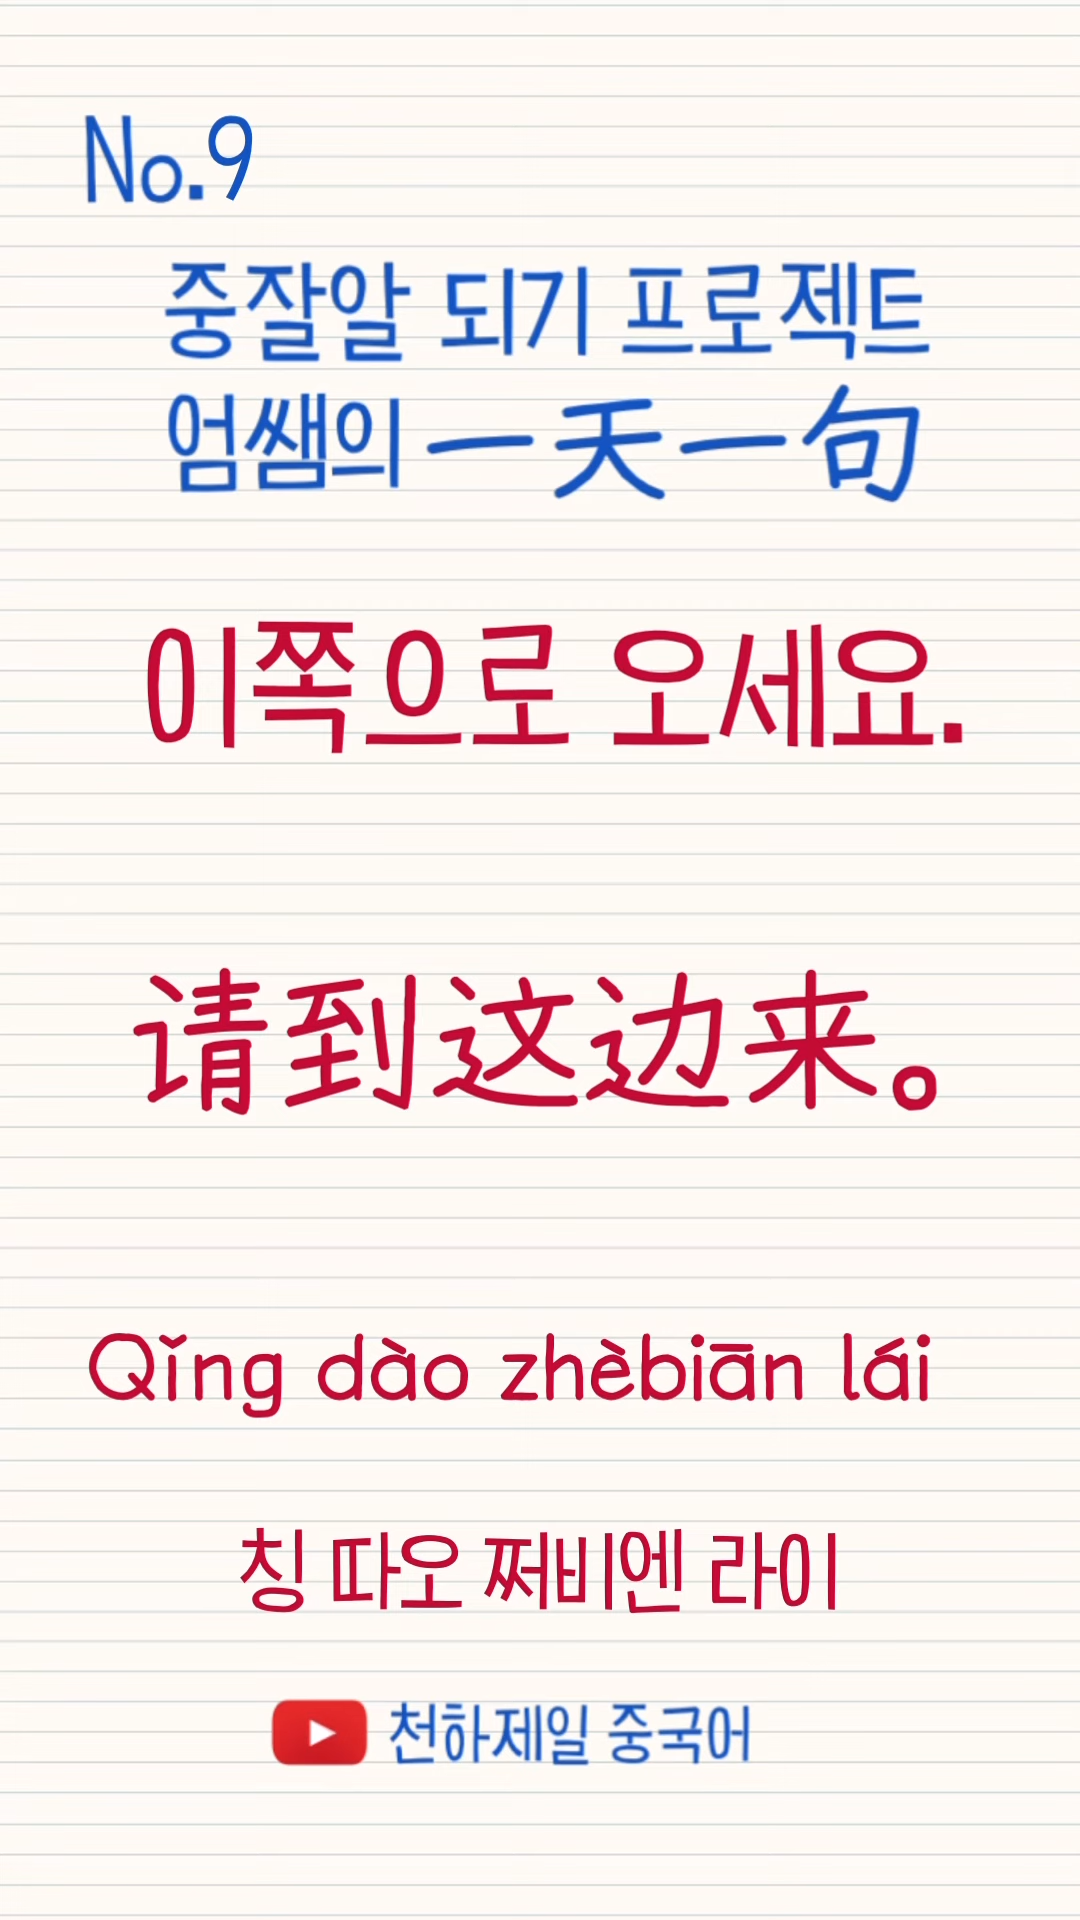 No.9
중잘알 되기 프로젝트
엄쌤의 一天一句
이쪽으로 오세요.
请到这边来。
Qǐng dào zhèbiān lái
칭 따오 쩌비엔 라이
천하제일 중국어